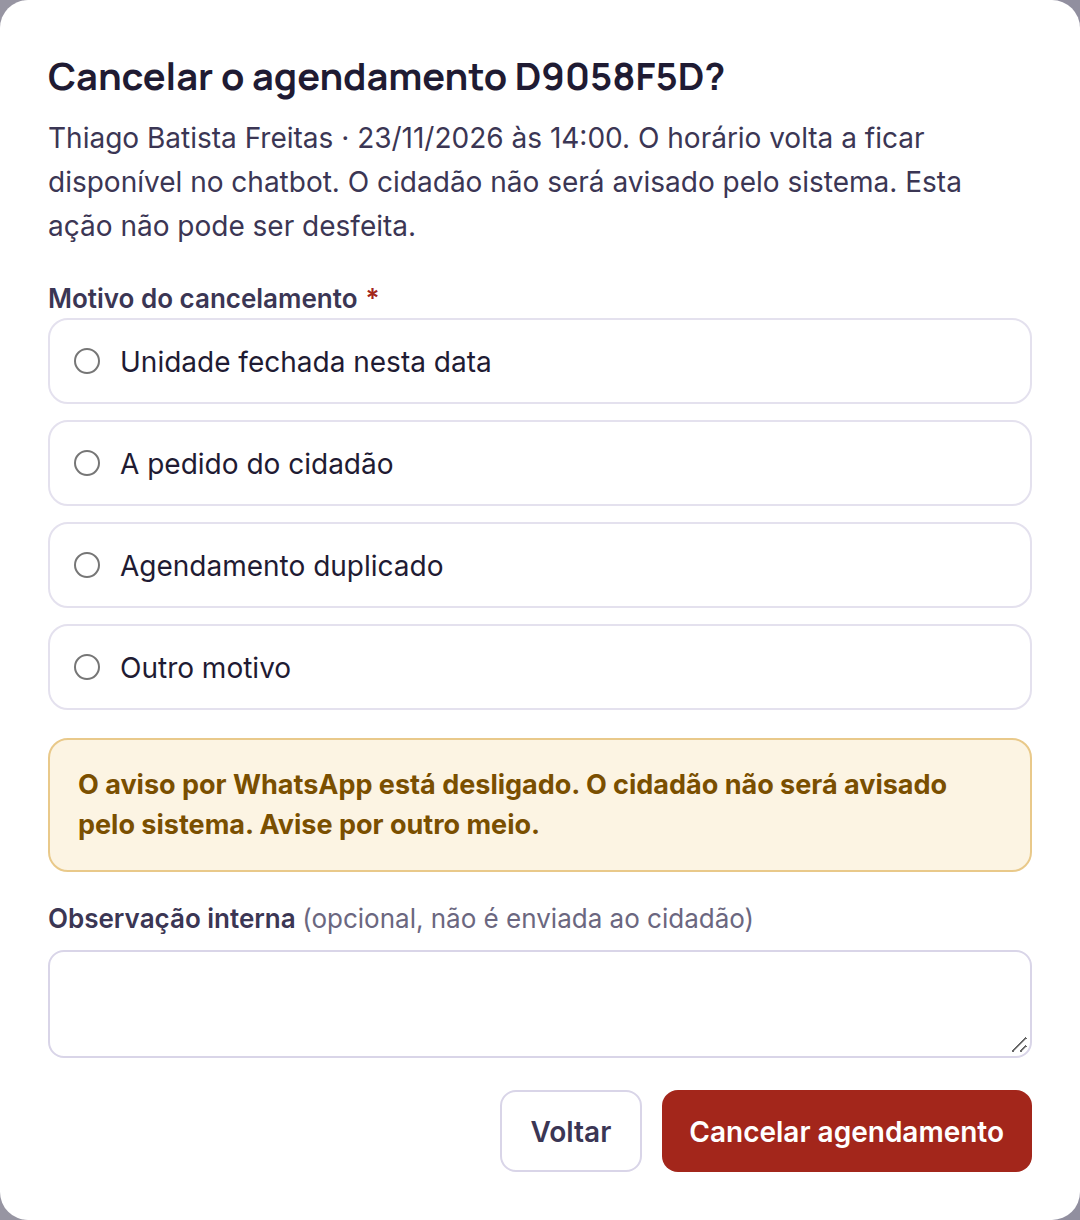 Cancelar o agendamento D9058F5D?
Thiago Batista Freitas · 23/11/2026 às 14:00. O horário volta a ficar
disponível no chatbot. O cidadão não será avisado pelo sistema. Esta
ação não pode ser desfeita.
Motivo do cancelamento *
Unidade fechada nesta data
A pedido do cidadão
Agendamento duplicado
Outro motivo
O aviso por WhatsApp está desligado. O cidadão não será avisado
pelo sistema. Avise por outro meio.
Observação interna (opcional, não é enviada ao cidadão)
Voltar
Cancelar agendamento